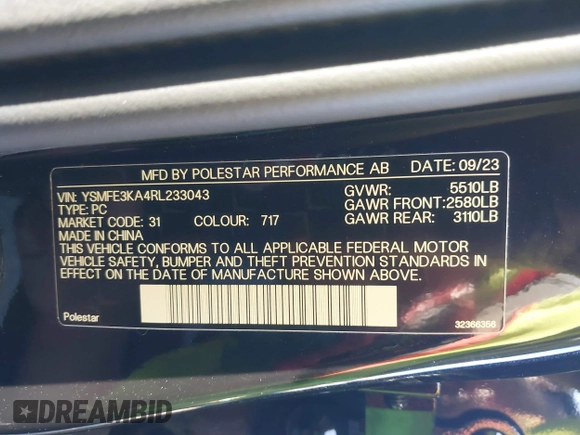 MFD BY POLESTAR PERFORMANCE AB DATE: 09/23
VIN: YSMFE3KA4RL233043 GVWR: 5510LB
TYPE: PC GAWR FRONT:2580LB
MARKET CODE: 31 COLOUR: 717 GAWR REAR: 3110LB
MADE IN CHINA
THIS VEHICLE CONFORMS TO ALL APPLICABLE FEDERAL MOTOR
VEHICLE SAFETY, BUMPER AND THEFT PREVENTION STANDARDS IN
EFFECT ON THE DATE OF MANUFACTURE SHOWN ABOVE.
Polestar 32366356
DREAMBID